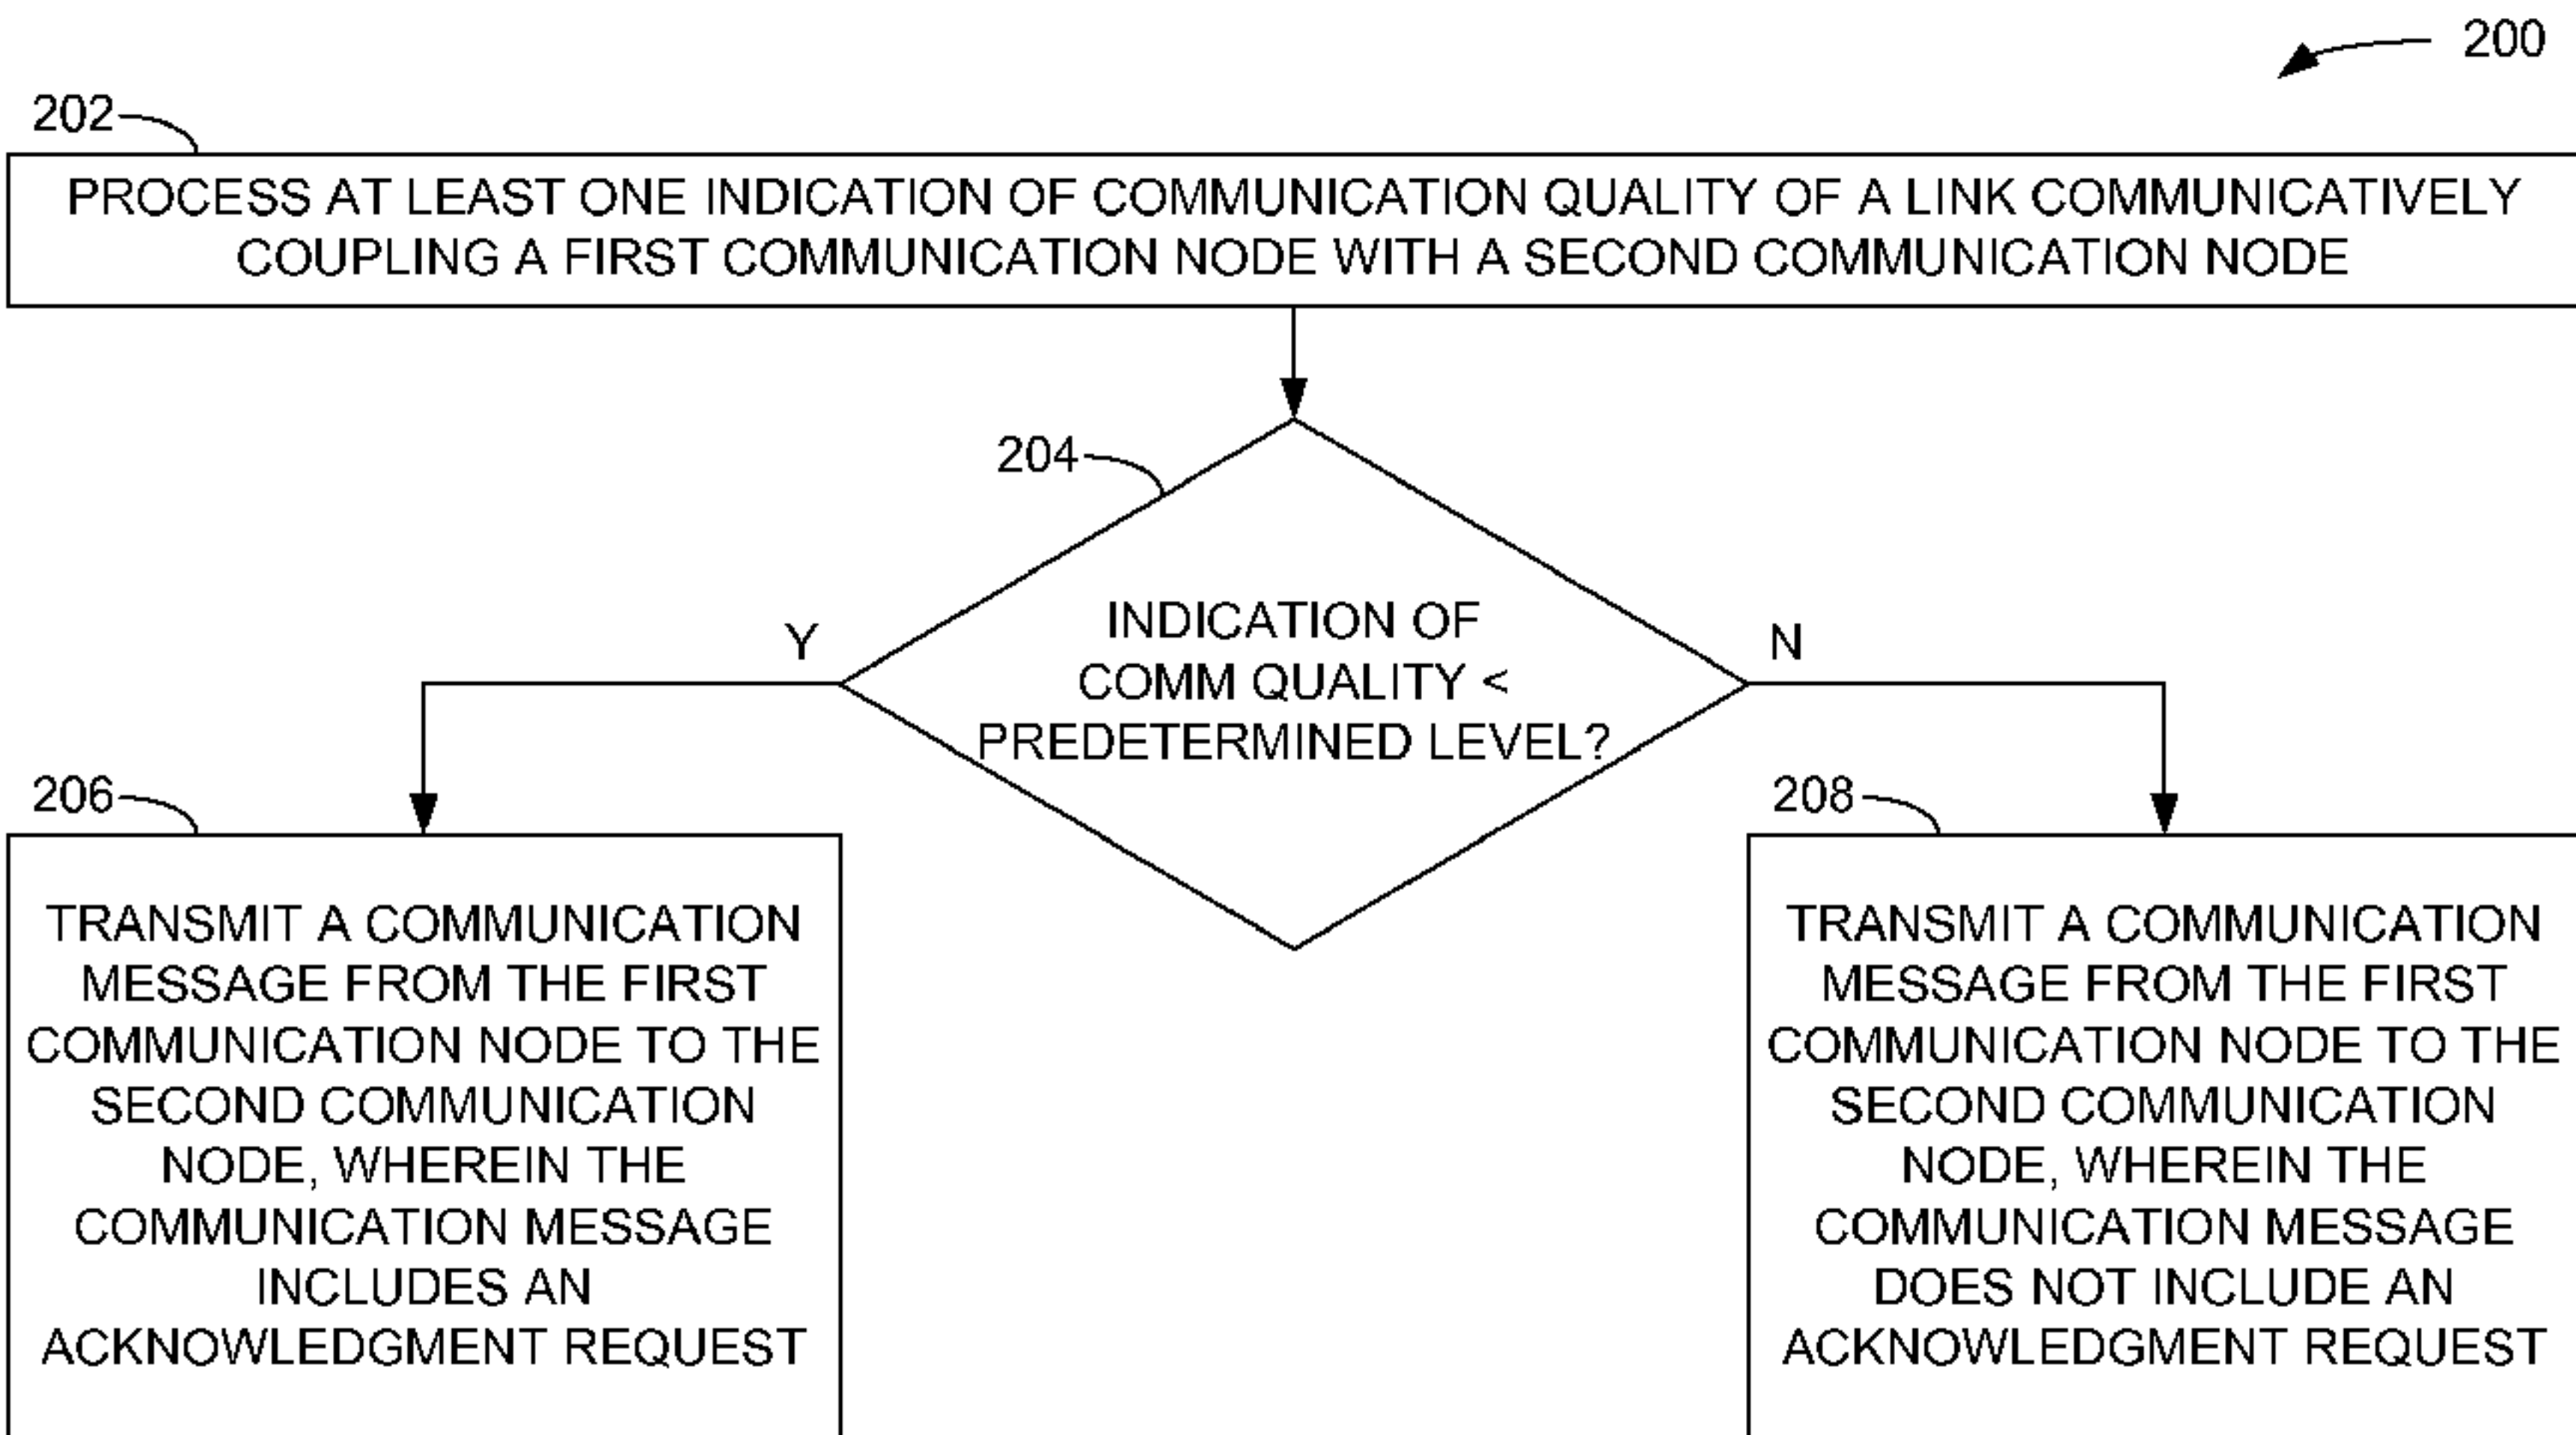 200
202
PROCESS AT LEAST ONE INDICATION OF COMMUNICATION QUALITY OF A LINK COMMUNICATIVELY
COUPLING A FIRST COMMUNICATION NODE WITH A SECOND COMMUNICATION NODE
204
INDICATION OF
COMM QUALITY <
PREDETERMINED LEVEL?
Y
N
206
TRANSMIT A COMMUNICATION
MESSAGE FROM THE FIRST
COMMUNICATION NODE TO THE
SECOND COMMUNICATION
NODE, WHEREIN THE
COMMUNICATION MESSAGE
INCLUDES AN
ACKNOWLEDGMENT REQUEST
208
TRANSMIT A COMMUNICATION
MESSAGE FROM THE FIRST
COMMUNICATION NODE TO THE
SECOND COMMUNICATION
NODE, WHEREIN THE
COMMUNICATION MESSAGE
DOES NOT INCLUDE AN
ACKNOWLEDGMENT REQUEST